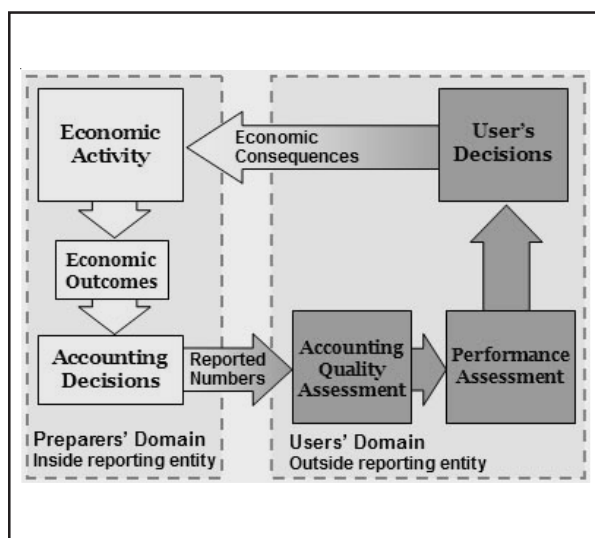 Economic
Activity
Economic
Consequences
User's
Decisions
Economic
Outcomes
Accounting
Decisions
Reported
Numbers
Accounting
Quality
Assessment
Performance
Assessment
Preparers' Domain
Inside reporting entity
Users' Domain
Outside reporting entity